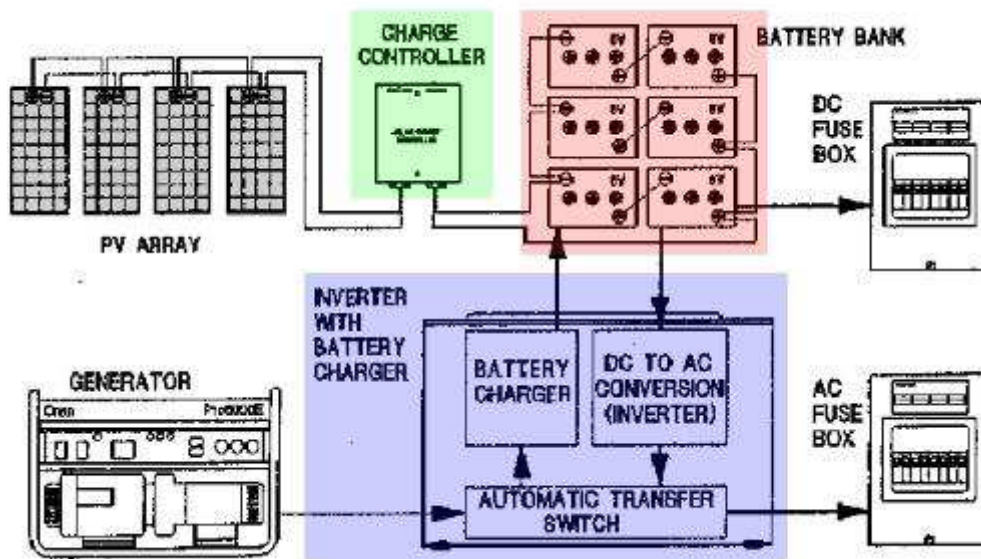 CHARGE
CONTROLLER
BATTERY BANK
6V
6V
6V
6V
6V
6V
DC
FUSE
BOX
PV ARRAY
INVERTER
WITH
BATTERY
CHARGER
BATTERY
CHARGER
DC TO AC
CONVERSION
(INVERTER)
GENERATOR
Onan
AC
FUSE
BOX
AUTOMATIC TRANSFER
SWITCH